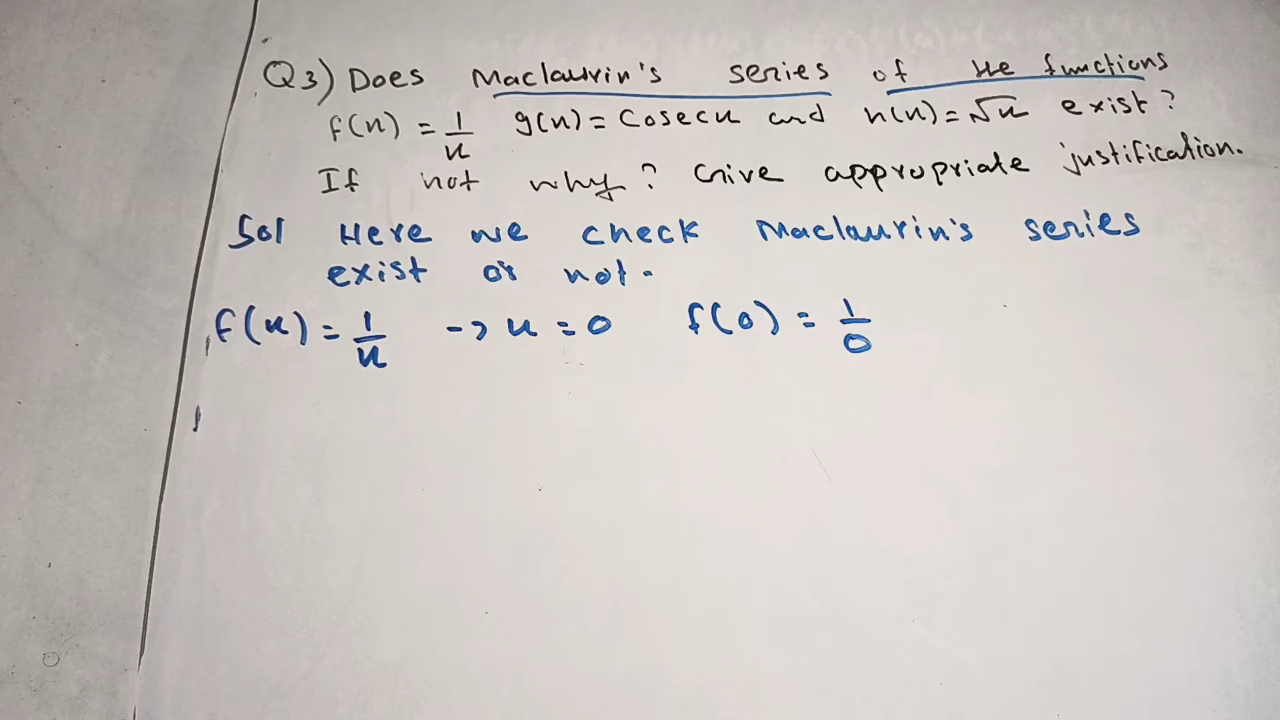 Q3) Does Maclaurin's series of the functions
f(x) = 1/x g(x) = Cosecx and h(x) = √x exist?
If not why? Give appropriate justification.
Sol Here we check Maclaurin's series
exist or not.
f(x) = 1/x → x = 0 f(0) = 1/0